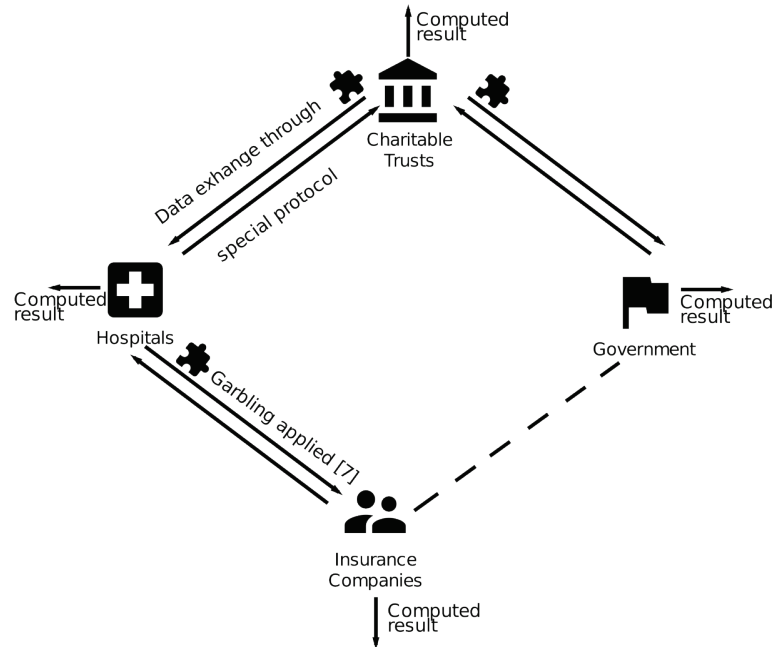 Computed
result
Charitable
Trusts
Data exhange through
special protocol
Computed
result
Hospitals
Computed
result
Government
Garbling applied [7]
Insurance
Companies
Computed
result